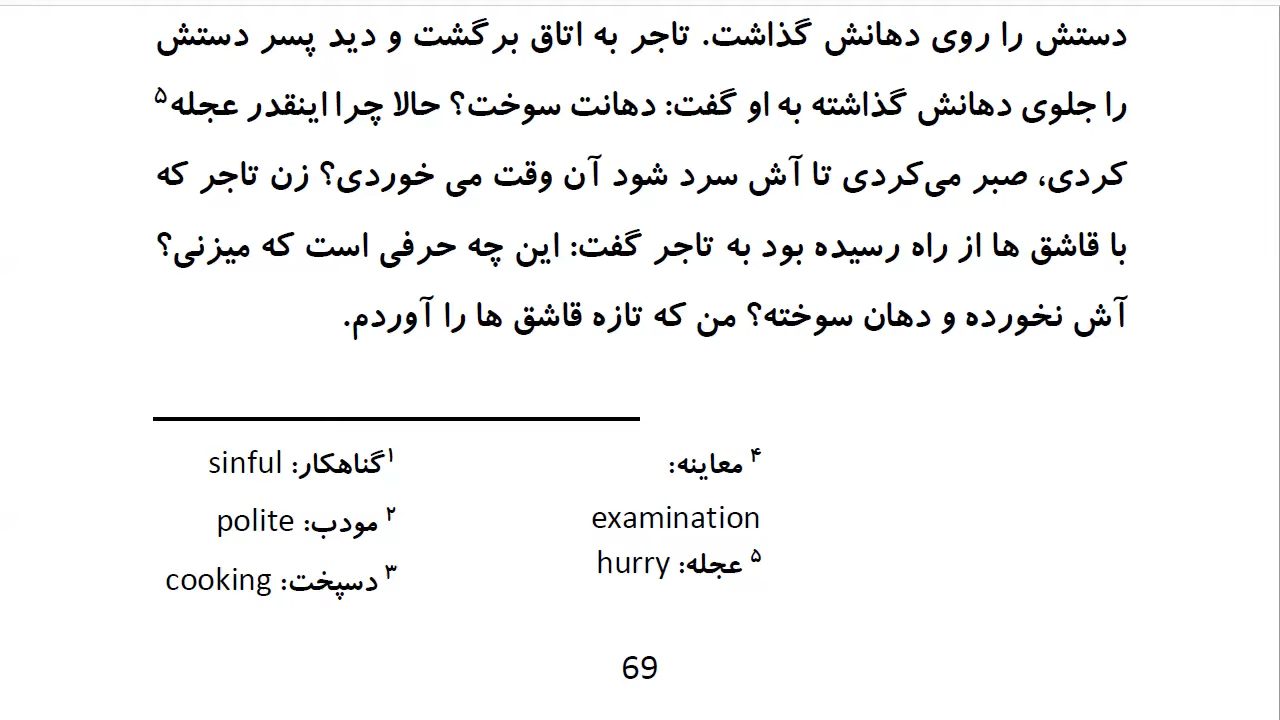 دستش را روی دهانش گذاشت. تاجر به اتاق برگشت و دید پسر دستش
را جلوی دهانش گذاشته به او گفت: دهانت سوخت؟ حالا چرا اینقدر عجله۵
کردی، صبر می‌کردی تا آش سرد شود آن وقت می خوردی؟ زن تاجر که
با قاشق ها از راه رسیده بود به تاجر گفت: این چه حرفی است که میزنی؟
آش نخورده و دهان سوخته؟ من که تازه قاشق ها را آوردم.
۱گناهکار: sinful
۲ مودب: polite
۳ دسپخت: cooking
۴ معاینه:
examination
۵ عجله: hurry
69